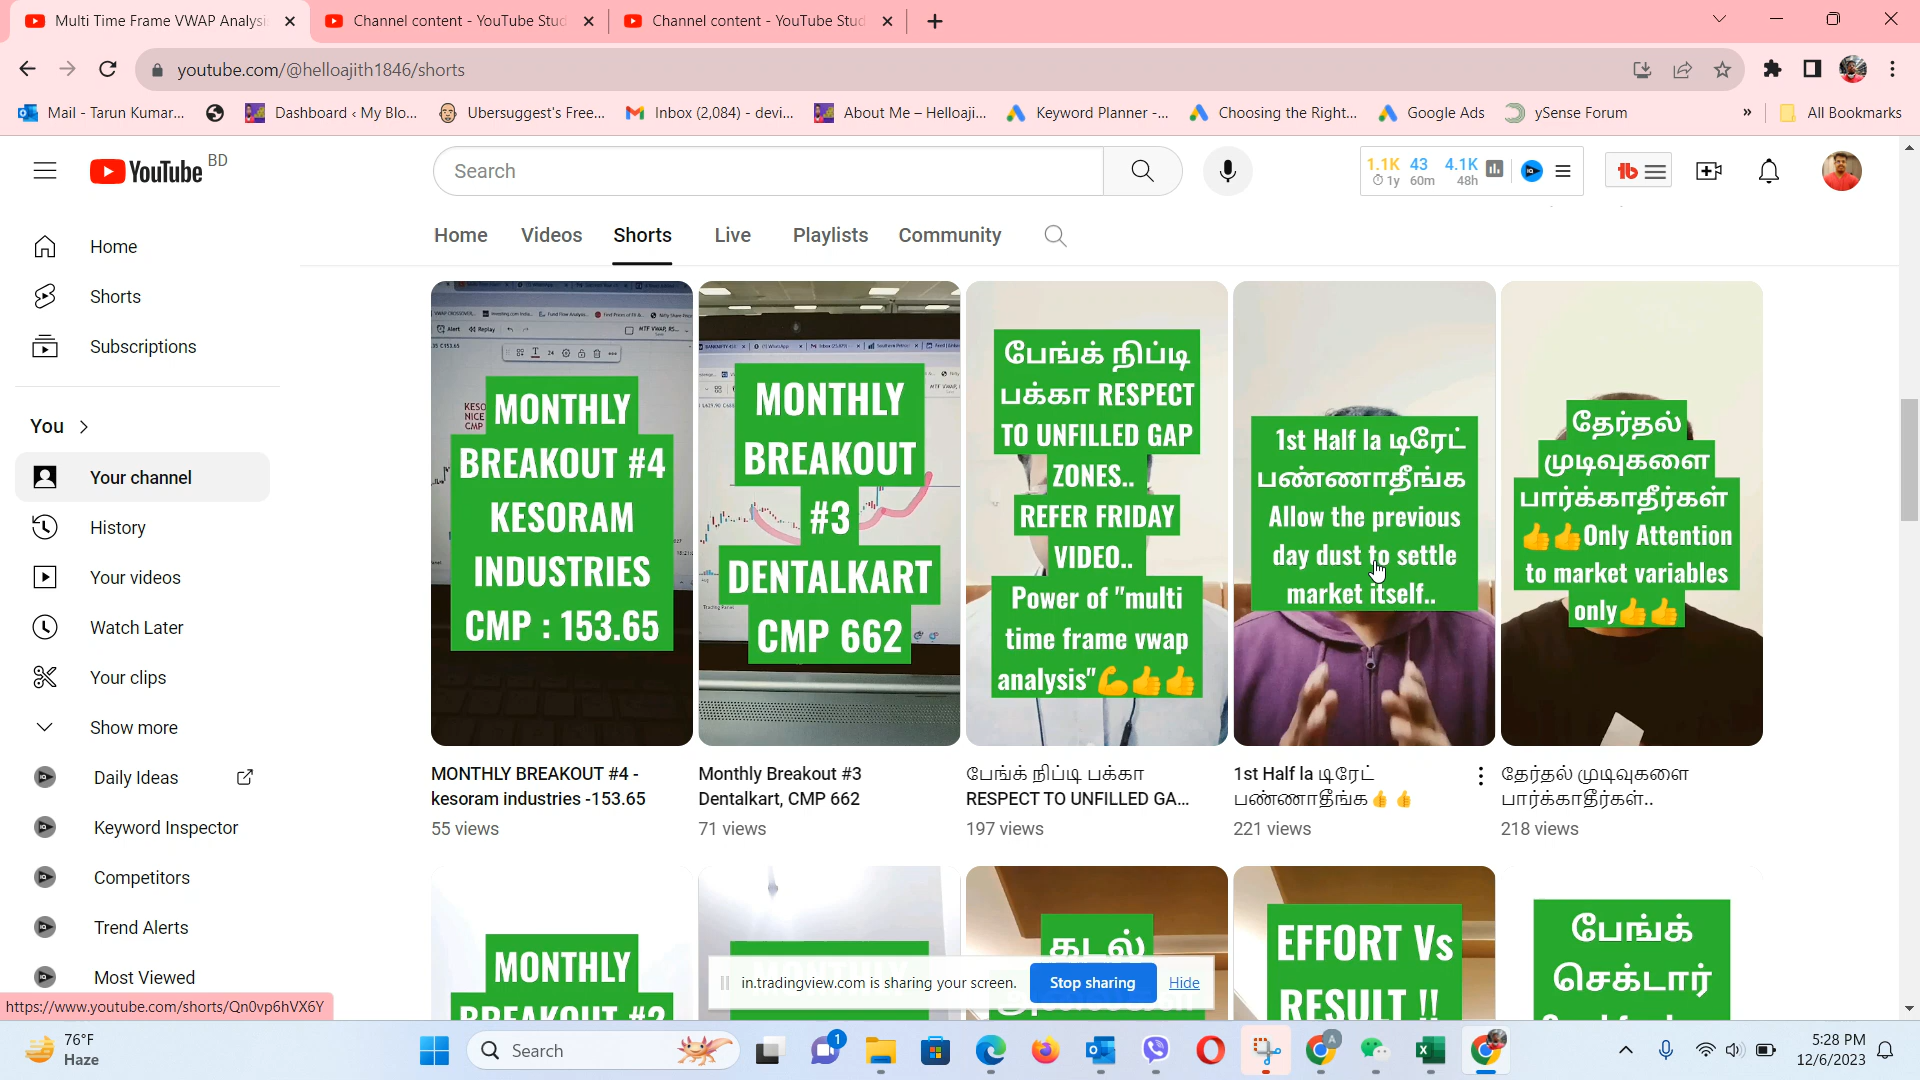 Multi Time Frame VWAP Analysis
Channel content - YouTube Stud
Channel content - YouTube Stud
youtube.com/@helloajith1846/shorts
Mail - Tarun Kumar...
Dashboard ‹ My Blo...
Ubersuggest's Free...
Inbox (2,084) - devi...
About Me – Helloaji...
Keyword Planner -...
Choosing the Right...
Google Ads
ySense Forum
»
All Bookmarks
YouTube BD
Search
1.1K 43 4.1K
1y 60m 48h
Home
Videos
Shorts
Live
Playlists
Community
Home
Shorts
Subscriptions
You
Your channel
History
Your videos
Watch Later
Your clips
Show more
Daily Ideas
Keyword Inspector
Competitors
Trend Alerts
Most Viewed
MONTHLY
BREAKOUT #4
KESORAM
INDUSTRIES
CMP : 153.65
MONTHLY
BREAKOUT
#3
DENTALKART
CMP 662
பேங்க் நிப்டி
பக்கா RESPECT
TO UNFILLED GAP
ZONES..
REFER FRIDAY
VIDEO..
Power of "multi
time frame vwap
analysis"💪👍👍
1st Half la டிரேட்
பண்ணாதீங்க
Allow the previous
day dust to settle
market itself..
தேர்தல்
முடிவுகளை
பார்க்காதீர்கள்
👍👍Only Attention
to market variables
only👍👍
MONTHLY BREAKOUT #4 -
kesoram industries -153.65
55 views
Monthly Breakout #3
Dentalkart, CMP 662
71 views
பேங்க் நிப்டி பக்கா
RESPECT TO UNFILLED GA...
197 views
1st Half la டிரேட்
பண்ணாதீங்க👍👍
221 views
தேர்தல் முடிவுகளை
பார்க்காதீர்கள்..
218 views
MONTHLY
கடல்
EFFORT Vs
RESULT !!
பேங்க்
செக்டார்
in.tradingview.com is sharing your screen.
Stop sharing
Hide
https://www.youtube.com/shorts/Qn0vp6hVX6Y
76°F
Haze
Search
1
5:28 PM
12/6/2023